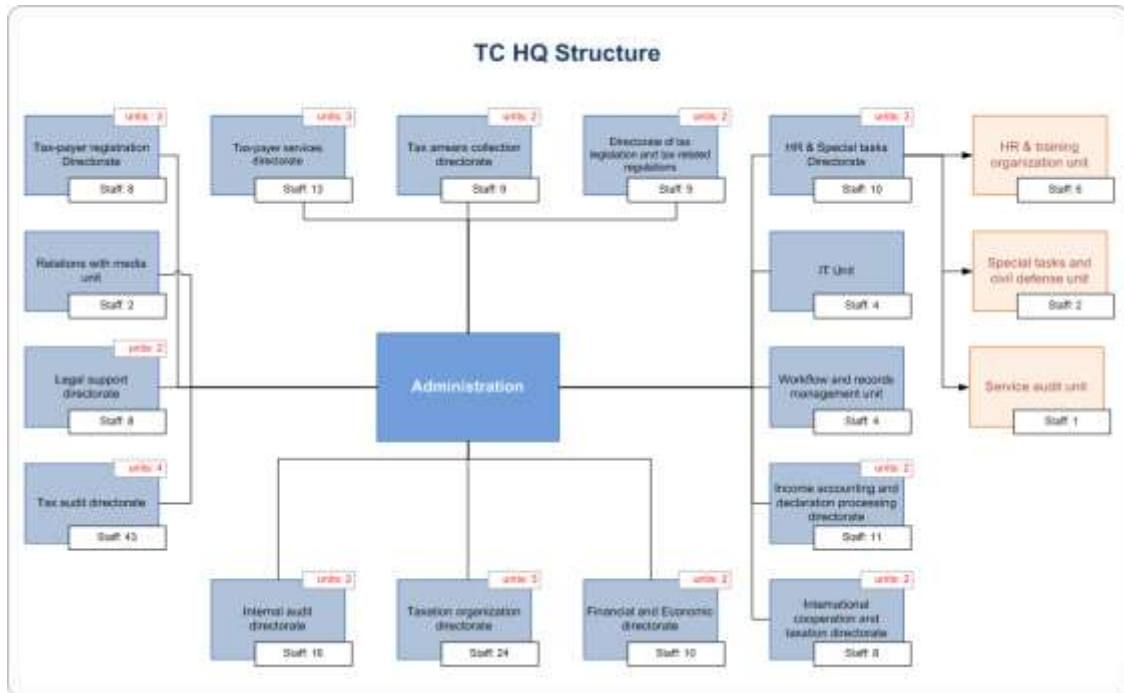 TC HQ Structure
units: 3
Tax-payer registration
Directorate
Staff: 8
units: 3
Tax-payer services
directorate
Staff: 13
units: 2
Tax arrears collection
directorate
Staff: 9
units: 2
Directorate of tax
legislation and tax related
regulations
Staff: 9
units: 3
HR & Special tasks
Directorate
Staff: 10
HR & training
organization unit
Staff: 6
Relations with media
unit
Staff: 2
IT Unit
Staff: 4
Special tasks and
civil defense unit
Staff: 2
units: 2
Legal support
directorate
Staff: 8
Administration
Workflow and records
management unit
Staff: 4
Service audit unit
Staff: 1
units: 4
Tax audit directorate
Staff: 43
units: 2
Income accounting and
declaration processing
directorate
Staff: 11
Internal audit
directorate
Staff: 16
Taxation organization
directorate
Staff: 24
units: 2
Financial and Economic
directorate
Staff: 10
units: 2
International
cooperation and
taxation directorate
Staff: 8